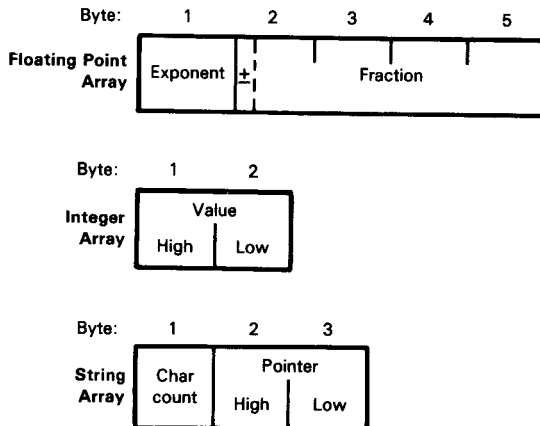 Byte: 1 2 3 4 5
Floating Point Array
Exponent ± Fraction
Byte: 1 2
Integer Array
Value
High Low
Byte: 1 2 3
String Array
Char count
Pointer
High Low